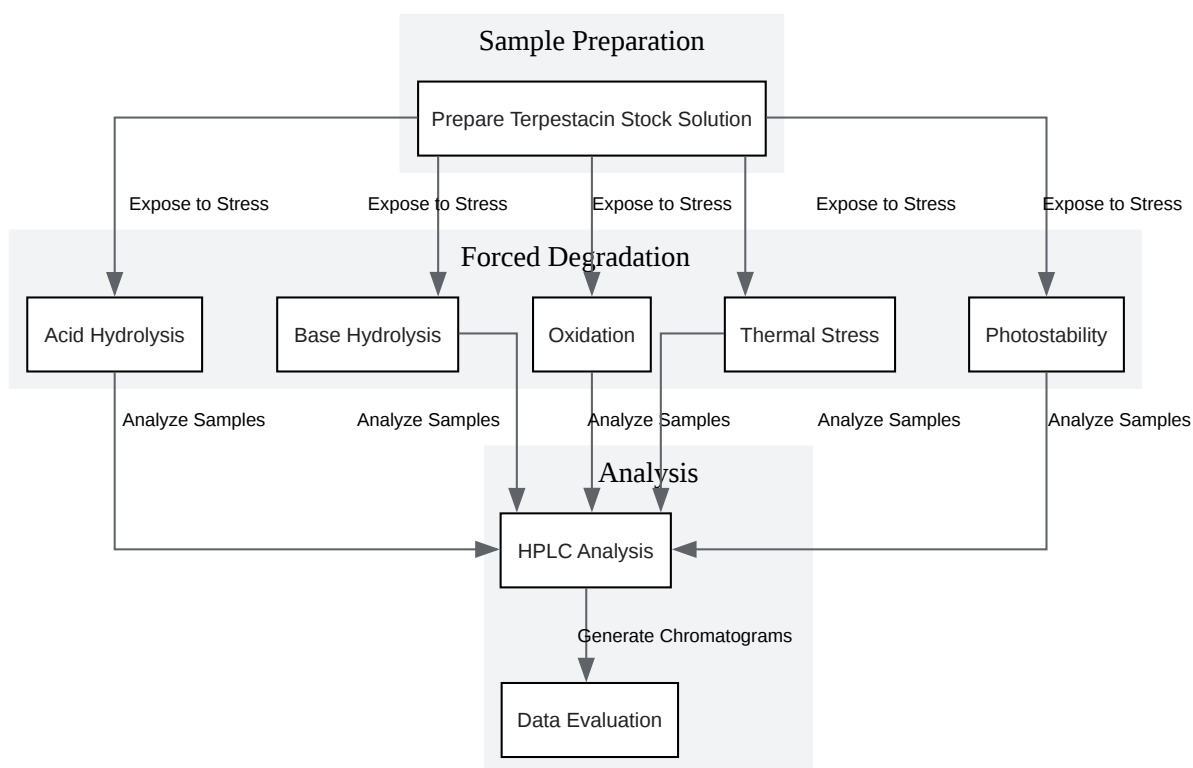 Sample Preparation
Prepare Terpestacin Stock Solution
Expose to Stress
Expose to Stress
Expose to Stress
Expose to Stress
Expose to Stress
Forced Degradation
Acid Hydrolysis
Base Hydrolysis
Oxidation
Thermal Stress
Photostability
Analyze Samples
Analyze Samples
Analyze Samples
Analyze Samples
Analyze Samples
Analysis
HPLC Analysis
Generate Chromatograms
Data Evaluation